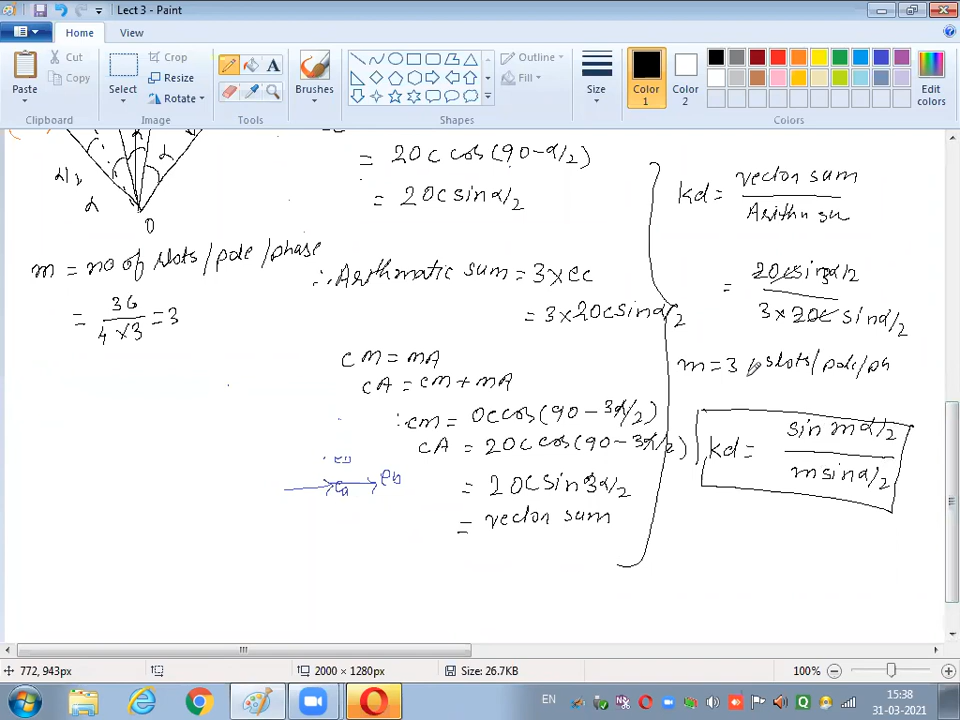 Lect 3 - Paint
Home
View
Paste
Cut
Copy
Clipboard
Select
Crop
Resize
Rotate
Image
A
Tools
Brushes
Outline
Fill
Shapes
Size
Color 1
Color 2
Edit colors
Colors
α/2
α
α
O
= 2OC cos(90-α/2)
= 2OC sin α/2
m = no of slots/pole/phase
= 36 / 4×3 = 3
∴ Arithmatic sum = 3×ec
= 3×2OC sin α/2
CM = MA
CA = CM + MA
∴ CM = OC cos(90-3α/2)
CA = 2OC cos(90-3α/2)
= 2OC sin 3α/2
= vector sum
kd = vector sum / Arithm su
= 2OC sin 3α/2 / 3×2OC sin α/2
m = 3 slots/pole/ph
kd = sin mα/2 / m sin α/2
772, 943px
2000 × 1280px
Size: 26.7KB
100%
EN
15:38
31-03-2021